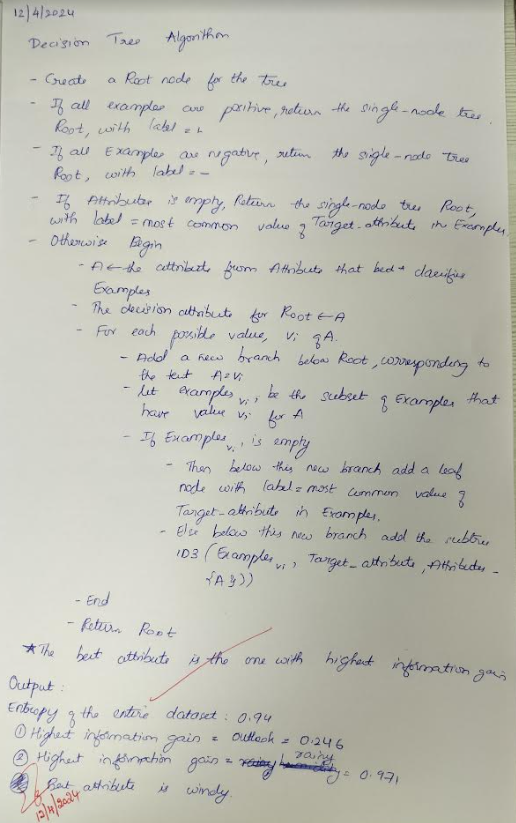 12/4/2024
Decision Tree Algorithm
- Create a Root node for the tree
- If all examples are positive, return the single-node tree
Root, with label = +
- If all Examples are negative, return the single-node Tree
Root, with label = -
- If Attributes is empty, Return the single-node tree Root,
with label = most common value of Target-attribute in Examples
- Otherwise Begin
- A ← the attribute from Attributes that best classifies
Examples
- The decision attribute for Root ← A
- For each possible value, vi of A.
- Add a new branch below Root, corresponding to
the test A=vi
- Let Examples vi, be the subset of Examples that
have value vi for A
- If Examples vi, is empty
- Then below this new branch add a leaf
node with label = most common value of
Target-attribute in Examples.
- Else below this new branch add the subtree
ID3 (Examples vi, Target_attribute, Attributes -
{A}))
- End
- Return Root
* The best attribute is the one with highest information gain
Output:
Entropy of the entire dataset: 0.94
① Highest information gain = Outlook = 0.246
② Highest information gain = rainy = 0.971
Best attribute is windy.
12/4/2024